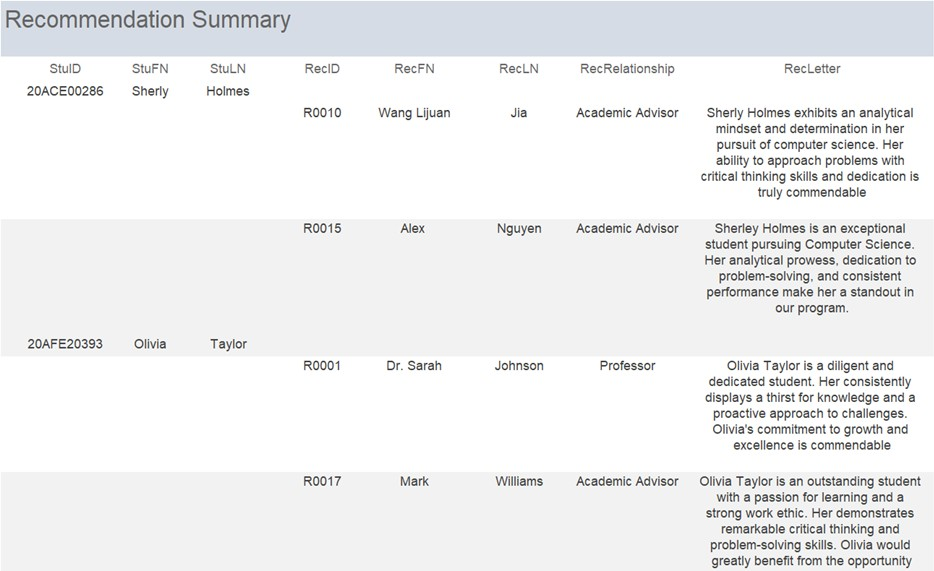 Recommendation Summary
StuID StuFN StuLN RecID RecFN RecLN RecRelationship RecLetter
20ACE00286 Sherly Holmes
R0010 Wang Lijuan Jia Academic Advisor Sherly Holmes exhibits an analytical
mindset and determination in her
pursuit of computer science. Her
ability to approach problems with
critical thinking skills and dedication is
truly commendable
R0015 Alex Nguyen Academic Advisor Sherley Holmes is an exceptional
student pursuing Computer Science.
Her analytical prowess, dedication to
problem-solving, and consistent
performance make her a standout in
our program.
20AFE20393 Olivia Taylor
R0001 Dr. Sarah Johnson Professor Olivia Taylor is a diligent and
dedicated student. Her consistently
displays a thirst for knowledge and a
proactive approach to challenges.
Olivia's commitment to growth and
excellence is commendable
R0017 Mark Williams Academic Advisor Olivia Taylor is an outstanding student
with a passion for learning and a
strong work ethic. Her demonstrates
remarkable critical thinking and
problem-solving skills. Olivia would
greatly benefit from the opportunity